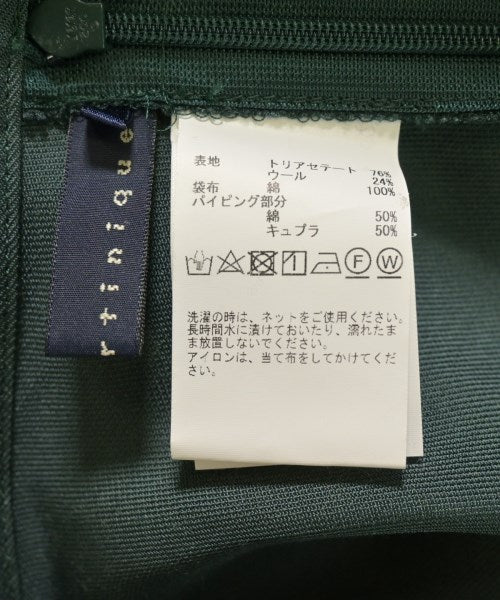 表地 トリアセテート 76%
ウール 24%
袋布 綿 100%
パイピング部分
綿 50%
キュプラ 50%
F W
洗濯の時は、ネットをご使用ください。
長時間水に漬けておいたり、濡れたま
ま放置しないでください。
アイロンは、当て布をしてかけてくだ
さい。